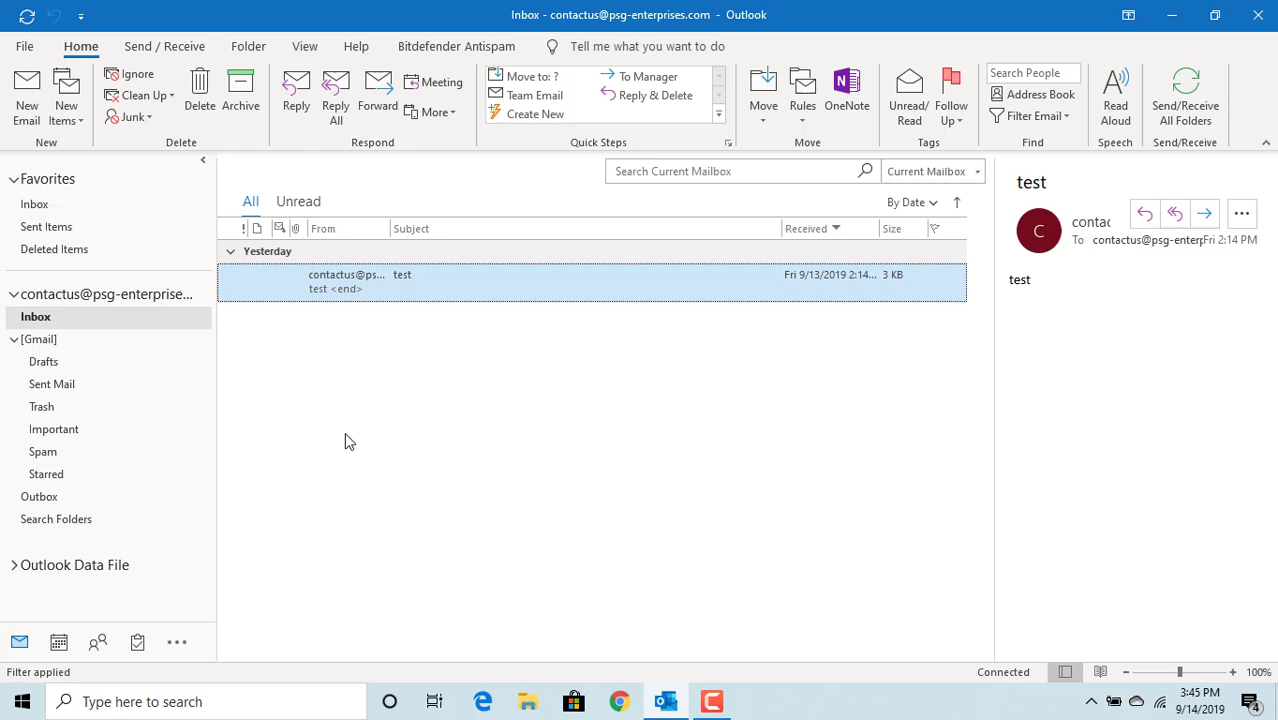 Inbox - contactus@psg-enterprises.com - Outlook
File Home Send / Receive Folder View Help Bitdefender Antispam Tell me what you want to do
New Email
New Items
New
Ignore
Clean Up
Junk
Delete
Archive
Delete
Reply
Reply All
Forward
Meeting
More
Respond
Move to: ?
Team Email
Create New
To Manager
Reply & Delete
Quick Steps
Move
Rules
OneNote
Move
Unread/ Read
Follow Up
Tags
Search People
Address Book
Filter Email
Find
Read Aloud
Speech
Send/Receive All Folders
Send/Receive
Favorites
Inbox
Sent Items
Deleted Items
contactus@psg-enterprise...
Inbox
[Gmail]
Drafts
Sent Mail
Trash
Important
Spam
Starred
Outbox
Search Folders
Outlook Data File
Search Current Mailbox
Current Mailbox
All Unread
By Date
! From Subject Received Size
Yesterday
contactus@ps... test Fri 9/13/2019 2:14... 3 KB
test <end>
test
C
contac
To contactus@psg-enterp Fri 2:14 PM
test
Filter applied
Connected
100%
Type here to search
3:45 PM
9/14/2019
4